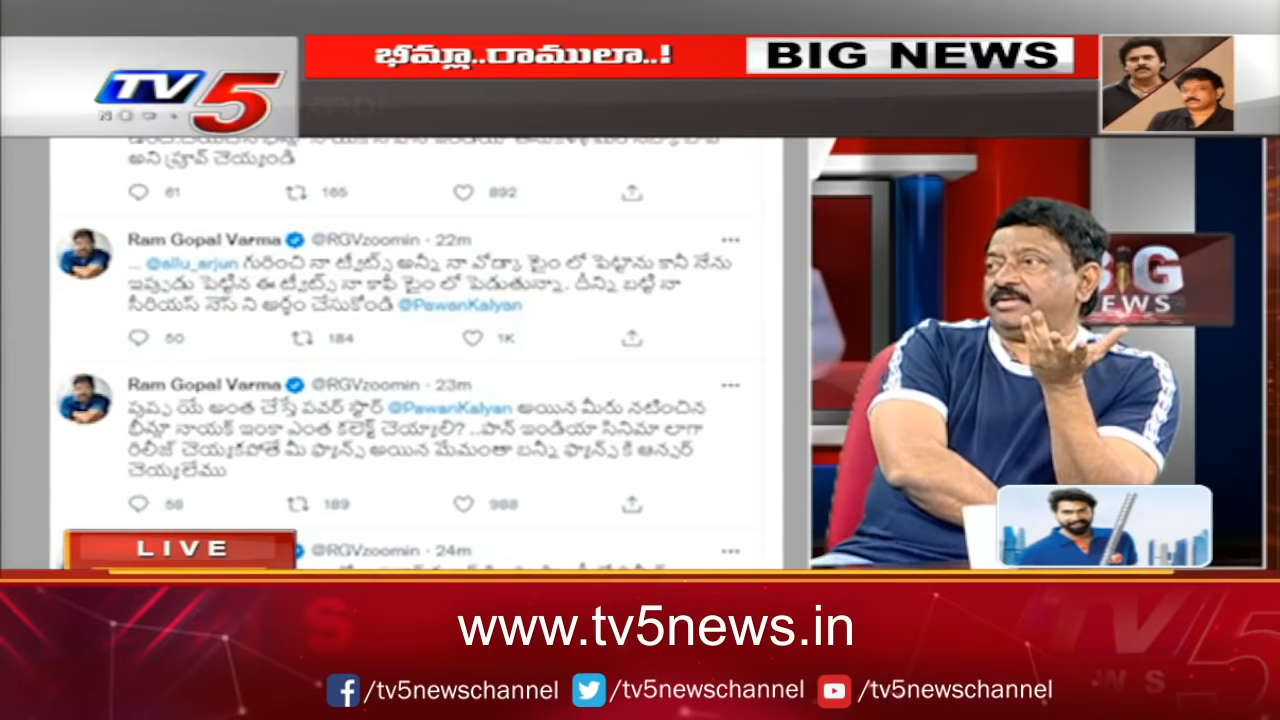 భీమ్లా..రాములా..!
BIG NEWS
TV5
NEWS
అని ప్రూవ్ చెయ్యండి
61 165 892
Ram Gopal Varma @RGVzoomin · 22m
... @allu_arjun గురించి నా ట్వీట్స్ అన్నీ నా వోడ్కా టైం లో పెట్టాను కానీ నేను
ఇప్పుడు పెట్టిన ఈ ట్వీట్స్ నా కాఫీ టైం లో పెడుతున్నా.. దీన్ని బట్టి నా
సీరియస్ నెస్ ని అర్థం చేసుకోండి @PawanKalyan
50 184 1K
BIG
NEWS
Ram Gopal Varma @RGVzoomin · 23m
పుష్ప యే అంత చేస్తే పవర్ స్టార్ @PawanKalyan అయిన మీరు నటించిన
భీమ్లా నాయక్ ఇంకా ఎంత కలెక్ట్ చెయ్యాలి? ..పాన్ ఇండియా సినిమా లాగా
రిలీజ్ చెయ్యకపోతే మీ ఫ్యాన్స్ అయిన మేమంతా బన్నీ ఫ్యాన్స్ కి ఆన్సర్
చెయ్యలేము
58 189 988
LIVE
@RGVzoomin · 24m
www.tv5news.in
/tv5newschannel /tv5newschannel /tv5newschannel